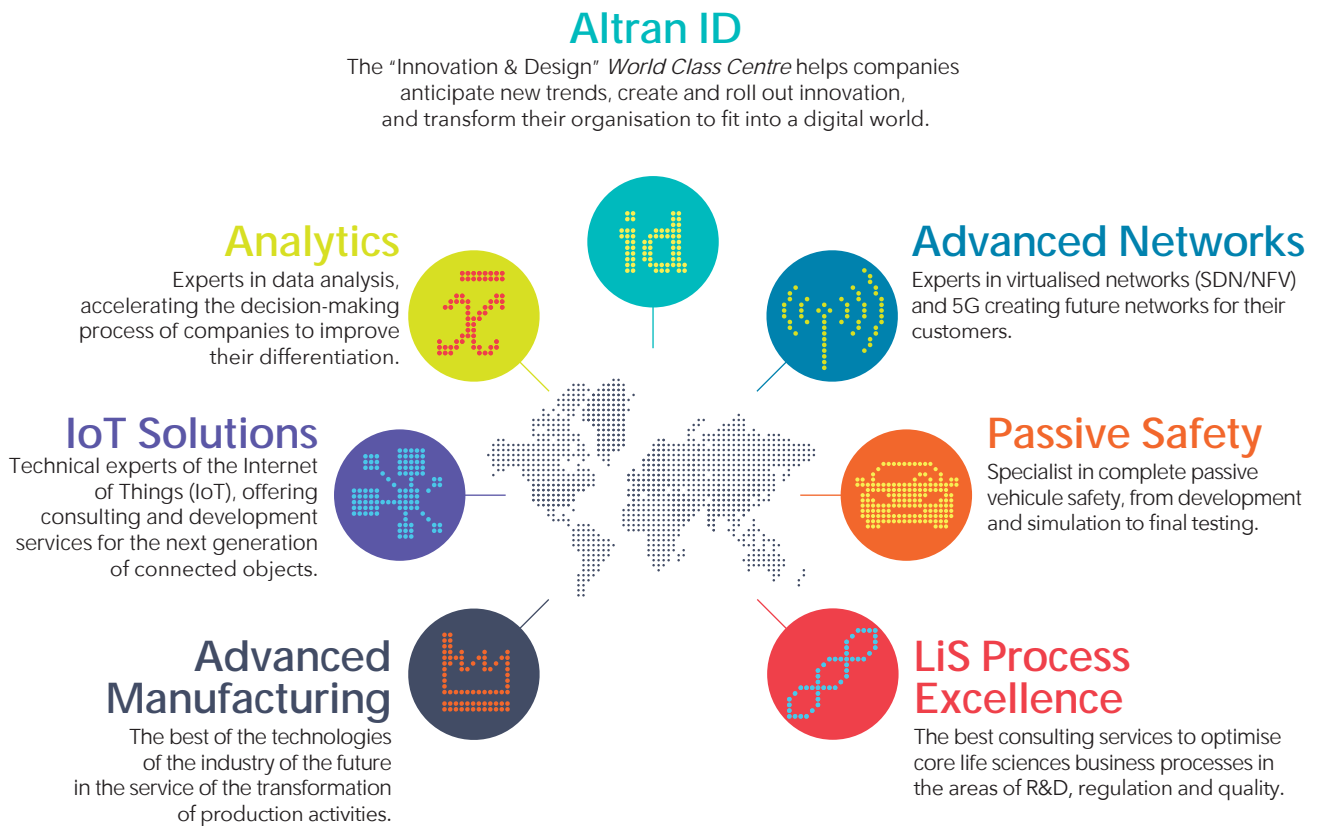 Altran ID
The "Innovation & Design" World Class Centre helps companies
anticipate new trends, create and roll out innovation,
and transform their organisation to fit into a digital world.
id
Analytics
Experts in data analysis,
accelerating the decision-making
process of companies to improve
their differentiation.
x̄
Advanced Networks
Experts in virtualised networks (SDN/NFV)
and 5G creating future networks for their
customers.
IoT Solutions
Technical experts of the Internet
of Things (IoT), offering
consulting and development
services for the next generation
of connected objects.
Passive Safety
Specialist in complete passive
vehicule safety, from development
and simulation to final testing.
Advanced
Manufacturing
The best of the technologies
of the industry of the future
in the service of the transformation
of production activities.
LiS Process
Excellence
The best consulting services to optimise
core life sciences business processes in
the areas of R&D, regulation and quality.